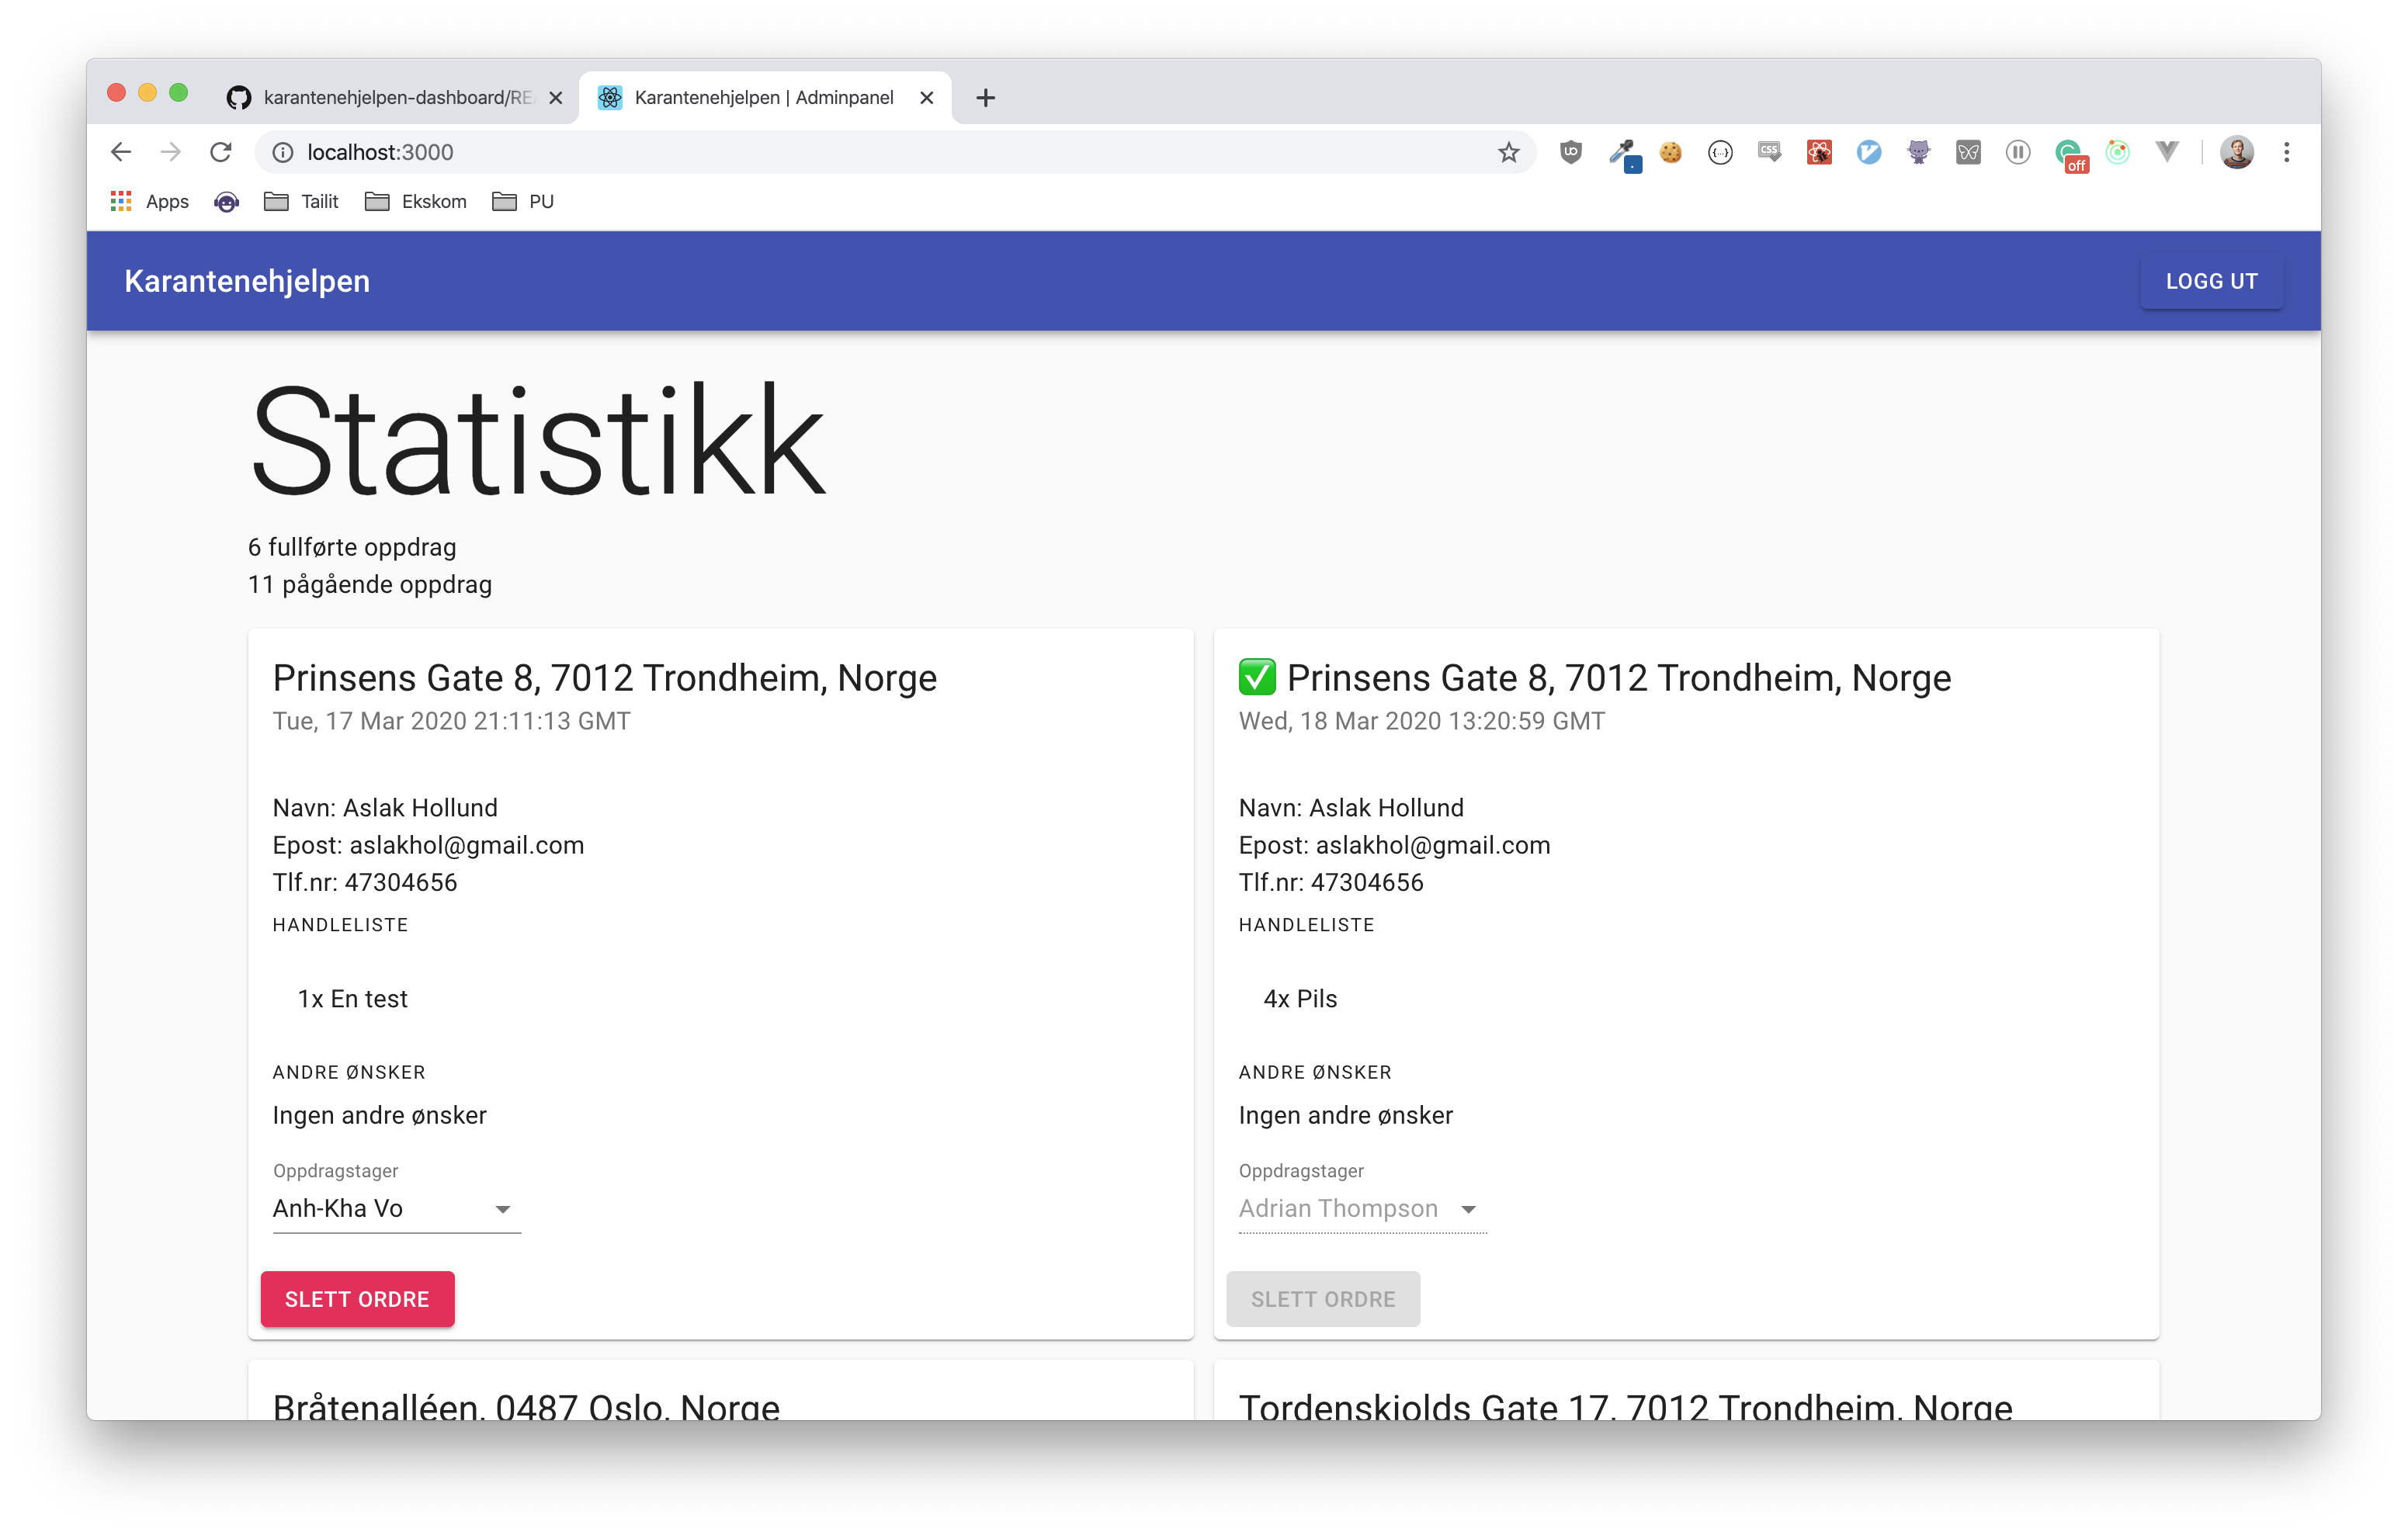 karantenehjelpen-dashboard/RE
Karantenehjelpen | Adminpanel
localhost:3000
off
Apps
Tailit
Ekskom
PU
Karantenehjelpen
LOGG UT
Statistikk
6 fullførte oppdrag
11 pågående oppdrag
Prinsens Gate 8, 7012 Trondheim, Norge
Tue, 17 Mar 2020 21:11:13 GMT
Navn: Aslak Hollund
Epost: aslakhol@gmail.com
Tlf.nr: 47304656
HANDLELISTE
1x En test
ANDRE ØNSKER
Ingen andre ønsker
Oppdragstager
Anh-Kha Vo
SLETT ORDRE
✅ Prinsens Gate 8, 7012 Trondheim, Norge
Wed, 18 Mar 2020 13:20:59 GMT
Navn: Aslak Hollund
Epost: aslakhol@gmail.com
Tlf.nr: 47304656
HANDLELISTE
4x Pils
ANDRE ØNSKER
Ingen andre ønsker
Oppdragstager
Adrian Thompson
SLETT ORDRE
Bråtenalléen, 0487 Oslo, Norge
Tordenskiolds Gate 17, 7012 Trondheim, Norge